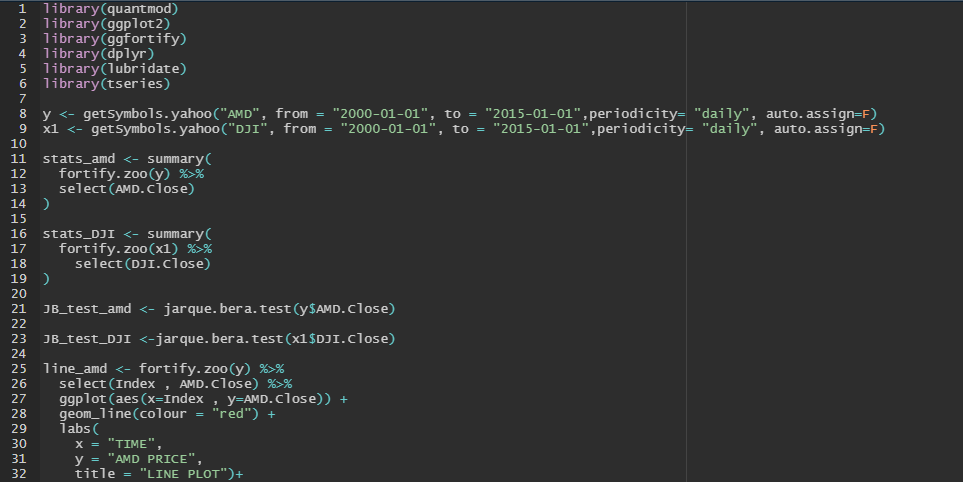 1 library(quantmod)
2 library(ggplot2)
3 library(ggfortify)
4 library(dplyr)
5 library(lubridate)
6 library(tseries)
7
8 y <- getSymbols.yahoo("AMD", from = "2000-01-01", to = "2015-01-01",periodicity= "daily", auto.assign=F)
9 x1 <- getSymbols.yahoo("DJI", from = "2000-01-01", to = "2015-01-01",periodicity= "daily", auto.assign=F)
10
11 stats_amd <- summary(
12   fortify.zoo(y) %>%
13   select(AMD.Close)
14 )
15
16 stats_DJI <- summary(
17   fortify.zoo(x1) %>%
18     select(DJI.Close)
19 )
20
21 JB_test_amd <- jarque.bera.test(y$AMD.Close)
22
23 JB_test_DJI <-jarque.bera.test(x1$DJI.Close)
24
25 line_amd <- fortify.zoo(y) %>%
26   select(Index , AMD.Close) %>%
27   ggplot(aes(x=Index , y=AMD.Close)) +
28   geom_line(colour = "red") +
29   labs(
30     x = "TIME",
31     y = "AMD PRICE",
32     title = "LINE PLOT")+